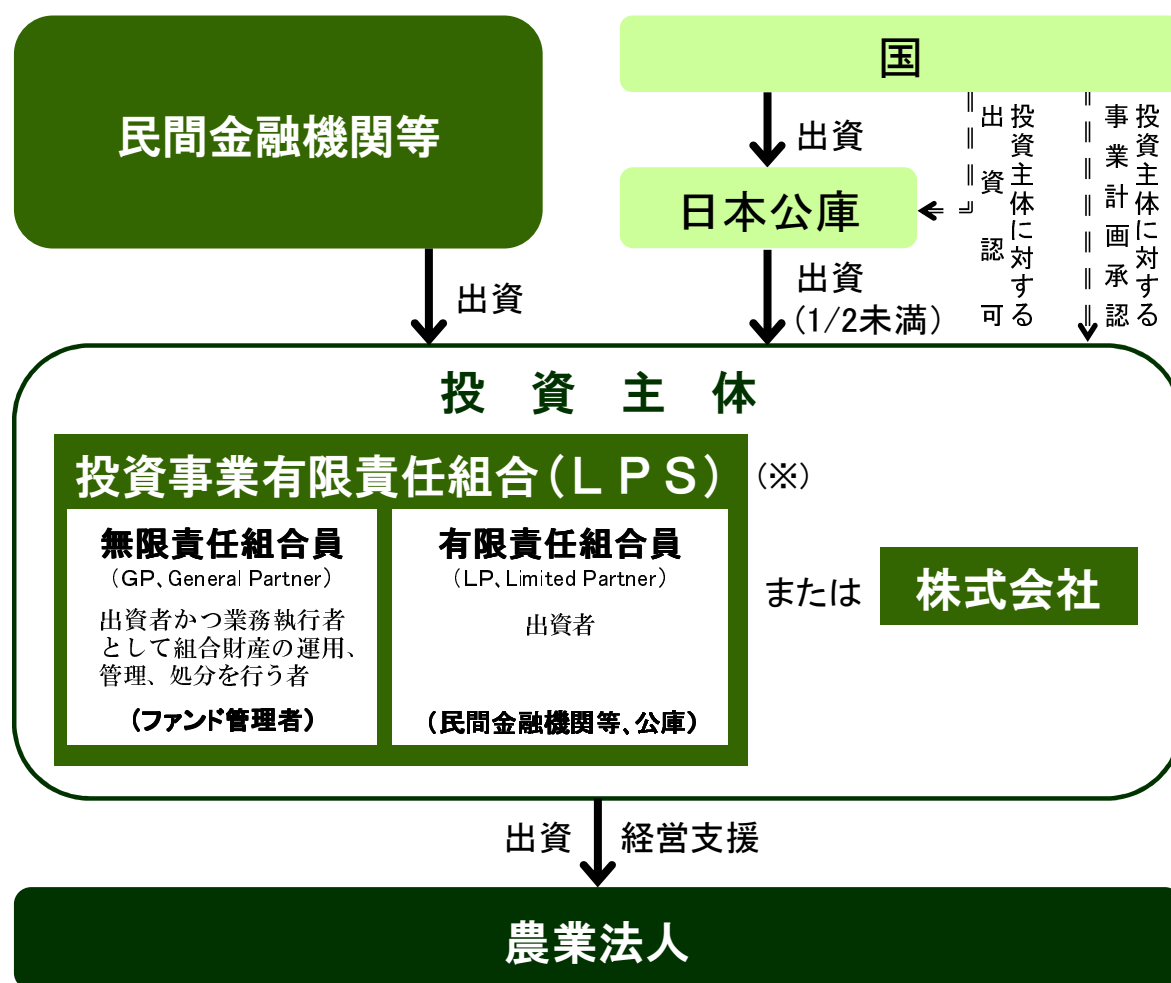 民間金融機関等
国
出資
投資主体に対する
出資認可
投資主体に対する
事業計画承認
日本公庫
出資
出資
(1/2未満)
投資主体
投資事業有限責任組合(LPS)
(※)
無限責任組合員
(GP、General Partner)
出資者かつ業務執行者
として組合財産の運用、
管理、処分を行う者
(ファンド管理者)
有限責任組合員
(LP、Limited Partner)
出資者
(民間金融機関等、公庫)
または
株式会社
出資
経営支援
農業法人